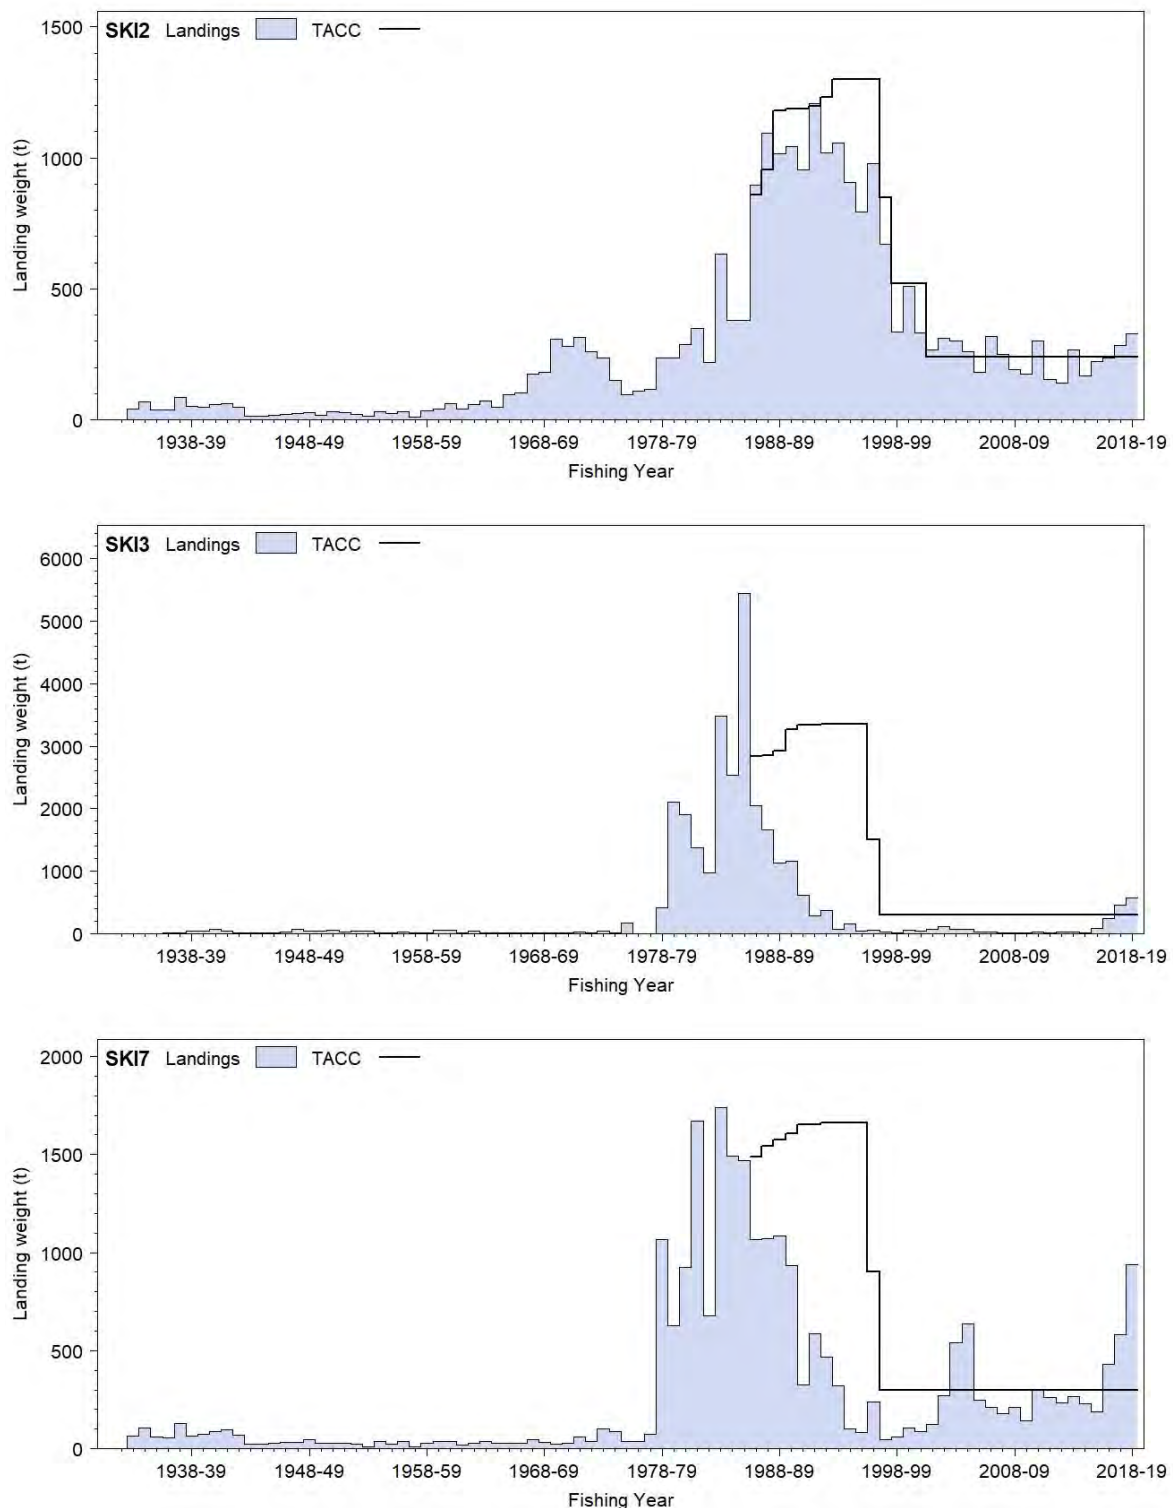 SKI2 Landings TACC
1500
1000
500
0
Landing weight (t)
1938-39 1948-49 1958-59 1968-69 1978-79 1988-89 1998-99 2008-09 2018-19
Fishing Year
SKI3 Landings TACC
6000
5000
4000
3000
2000
1000
0
Landing weight (t)
1938-39 1948-49 1958-59 1968-69 1978-79 1988-89 1998-99 2008-09 2018-19
Fishing Year
SKI7 Landings TACC
2000
1500
1000
500
0
Landing weight (t)
1938-39 1948-49 1958-59 1968-69 1978-79 1988-89 1998-99 2008-09 2018-19
Fishing Year